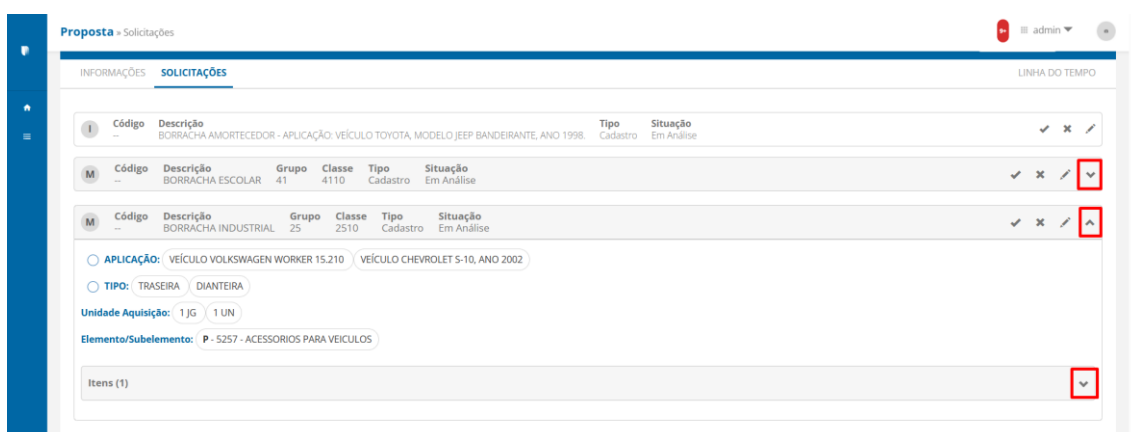 Proposta » Solicitações
admin
INFORMAÇÕES SOLICITAÇÕES LINHA DO TEMPO
I Código Descrição Tipo Situação
-- BORRACHA AMORTECEDOR - APLICAÇÃO: VEÍCULO TOYOTA, MODELO JEEP BANDEIRANTE, ANO 1998. Cadastro Em Análise
M Código Descrição Grupo Classe Tipo Situação
-- BORRACHA ESCOLAR 41 4110 Cadastro Em Análise
M Código Descrição Grupo Classe Tipo Situação
-- BORRACHA INDUSTRIAL 25 2510 Cadastro Em Análise
APLICAÇÃO: VEÍCULO VOLKSWAGEN WORKER 15.210 VEÍCULO CHEVROLET S-10, ANO 2002
TIPO: TRASEIRA DIANTEIRA
Unidade Aquisição: 1 JG 1 UN
Elemento/Subelemento: P - 5257 - ACESSORIOS PARA VEICULOS
Itens (1)